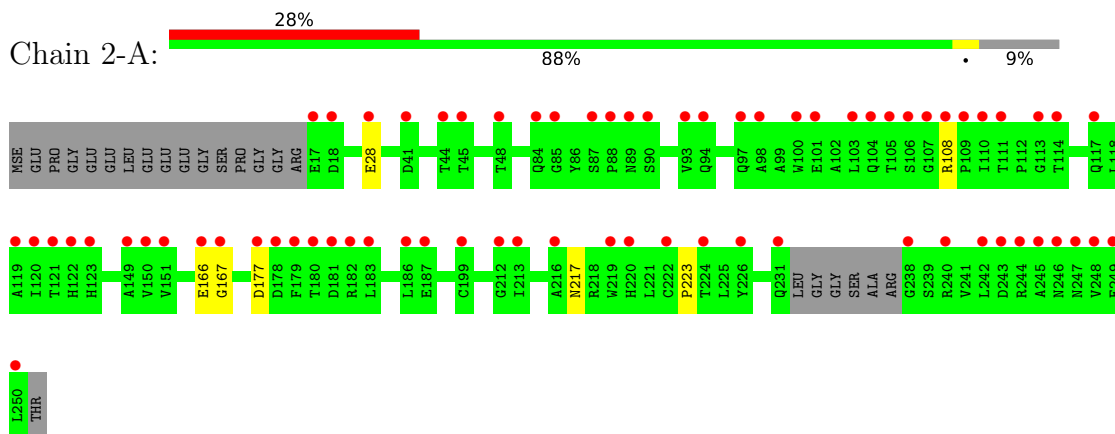 28%
Chain 2-A:
88% • 9%
MSE GLU PRO GLY GLU GLU LEU GLU GLU GLU GLY SER PRO GLY GLY ARG E17 D18 E28 D41 T44 T45 T48 Q84 G85 Y86 S87 P88 N89 S90 V93 Q94 Q97 A98 A99 W100 E101 A102 L103 Q104 T105 S106 G107 R108 P109 I110 T111 P112 G113 T114 Q117 L118
A119 I120 T121 H122 H123 A149 V150 V151 E166 G167 D177 D178 F179 T180 D181 R182 L183 L186 E187 C199 G212 I213 A216 N217 R218 W219 H220 L221 C222 P223 T224 L225 Y226 Q231 LEU GLY GLY SER ALA ARG G238 S239 R240 V241 L242 D243 R244 A245 N246 N247 V248 E249
L250 THR